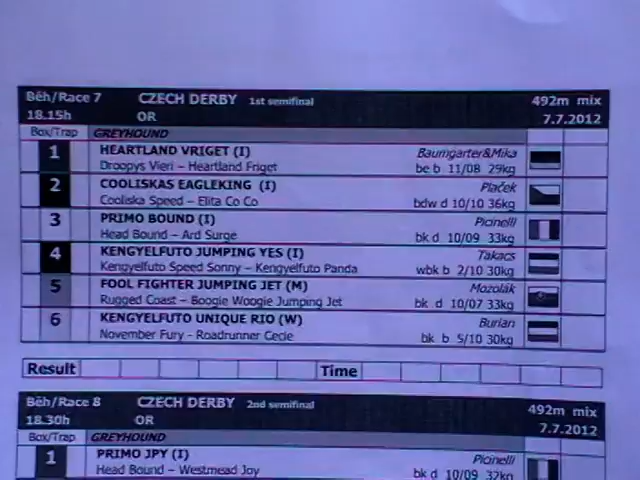 Běh/Race 7 CZECH DERBY 1st semifinal 492m mix
18.15h OR 7.7.2012
Box/Trap GREYHOUND
1 HEARTLAND VRIGET (I) Baumgarter&Mika
Droopys Vieri – Heartland Friget be b 11/08 29kg
2 COOLISKAS EAGLEKING (I) Plaček
Cooliska Speed – Elita Co Co bdw d 10/10 36kg
3 PRIMO BOUND (I) Picinelli
Head Bound – Ard Surge bk d 10/09 33kg
4 KENGYELFUTO JUMPING YES (I) Takacs
Kengyelfuto Speed Sonny – Kengyelfuto Panda wbk b 2/10 30kg
5 FOOL FIGHTER JUMPING JET (M) Mozolák
Rugged Coast – Boogie Woogie Jumping Jet bk d 10/07 33kg
6 KENGYELFUTO UNIQUE RIO (W) Burian
November Fury – Roadrunner Cecie bk b 5/10 30kg
Result Time
Běh/Race 8 CZECH DERBY 2nd semifinal 492m mix
18.30h OR 7.7.2012
Box/Trap GREYHOUND
1 PRIMO JPY (I) Picinelli
Head Bound – Westmead Joy bk d 10/09 32kg